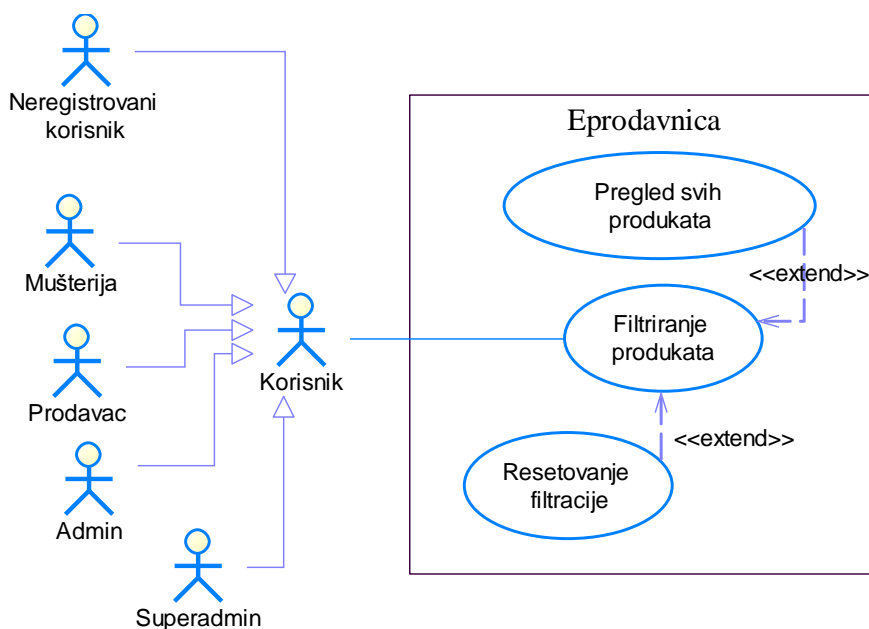 Neregistrovani
korisnik
Mušterija
Prodavac
Admin
Superadmin
Korisnik
Eprodavnica
Pregled svih
produkata
<<extend>>
Filtriranje
produkata
<<extend>>
Resetovanje
filtracije